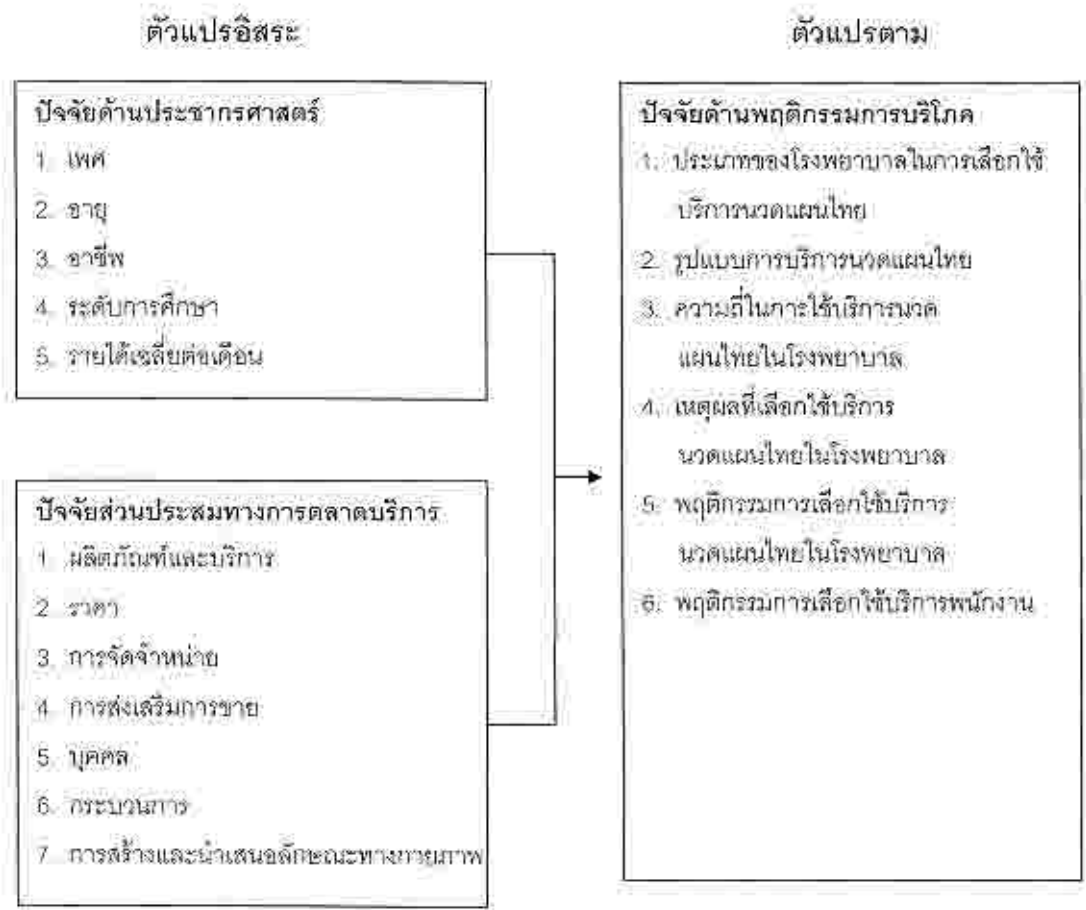 ตัวแปรอิสระ
ปัจจัยด้านประชากรศาสตร์
1. เพศ
2. อายุ
3. อาชีพ
4. ระดับการศึกษา
5. รายได้เฉลี่ยต่อเดือน
ปัจจัยส่วนประสมทางการตลาดบริการ
1. ผลิตภัณฑ์และบริการ
2. ราคา
3. การจัดจำหน่าย
4. การส่งเสริมการขาย
5. บุคคล
6. กระบวนการ
7. การสร้างและนำเสนอลักษณะทางกายภาพ
ตัวแปรตาม
ปัจจัยด้านพฤติกรรมการบริโภค
1. ประเภทของโรงพยาบาลในการเลือกใช้
บริการนวดแผนไทย
2. รูปแบบการบริการนวดแผนไทย
3. ความถี่ในการใช้บริการนวด
แผนไทยในโรงพยาบาล
4. เหตุผลที่เลือกใช้บริการ
นวดแผนไทยในโรงพยาบาล
5. พฤติกรรมการเลือกใช้บริการ
นวดแผนไทยในโรงพยาบาล
6. พฤติกรรมการเลือกใช้บริการพนักงาน